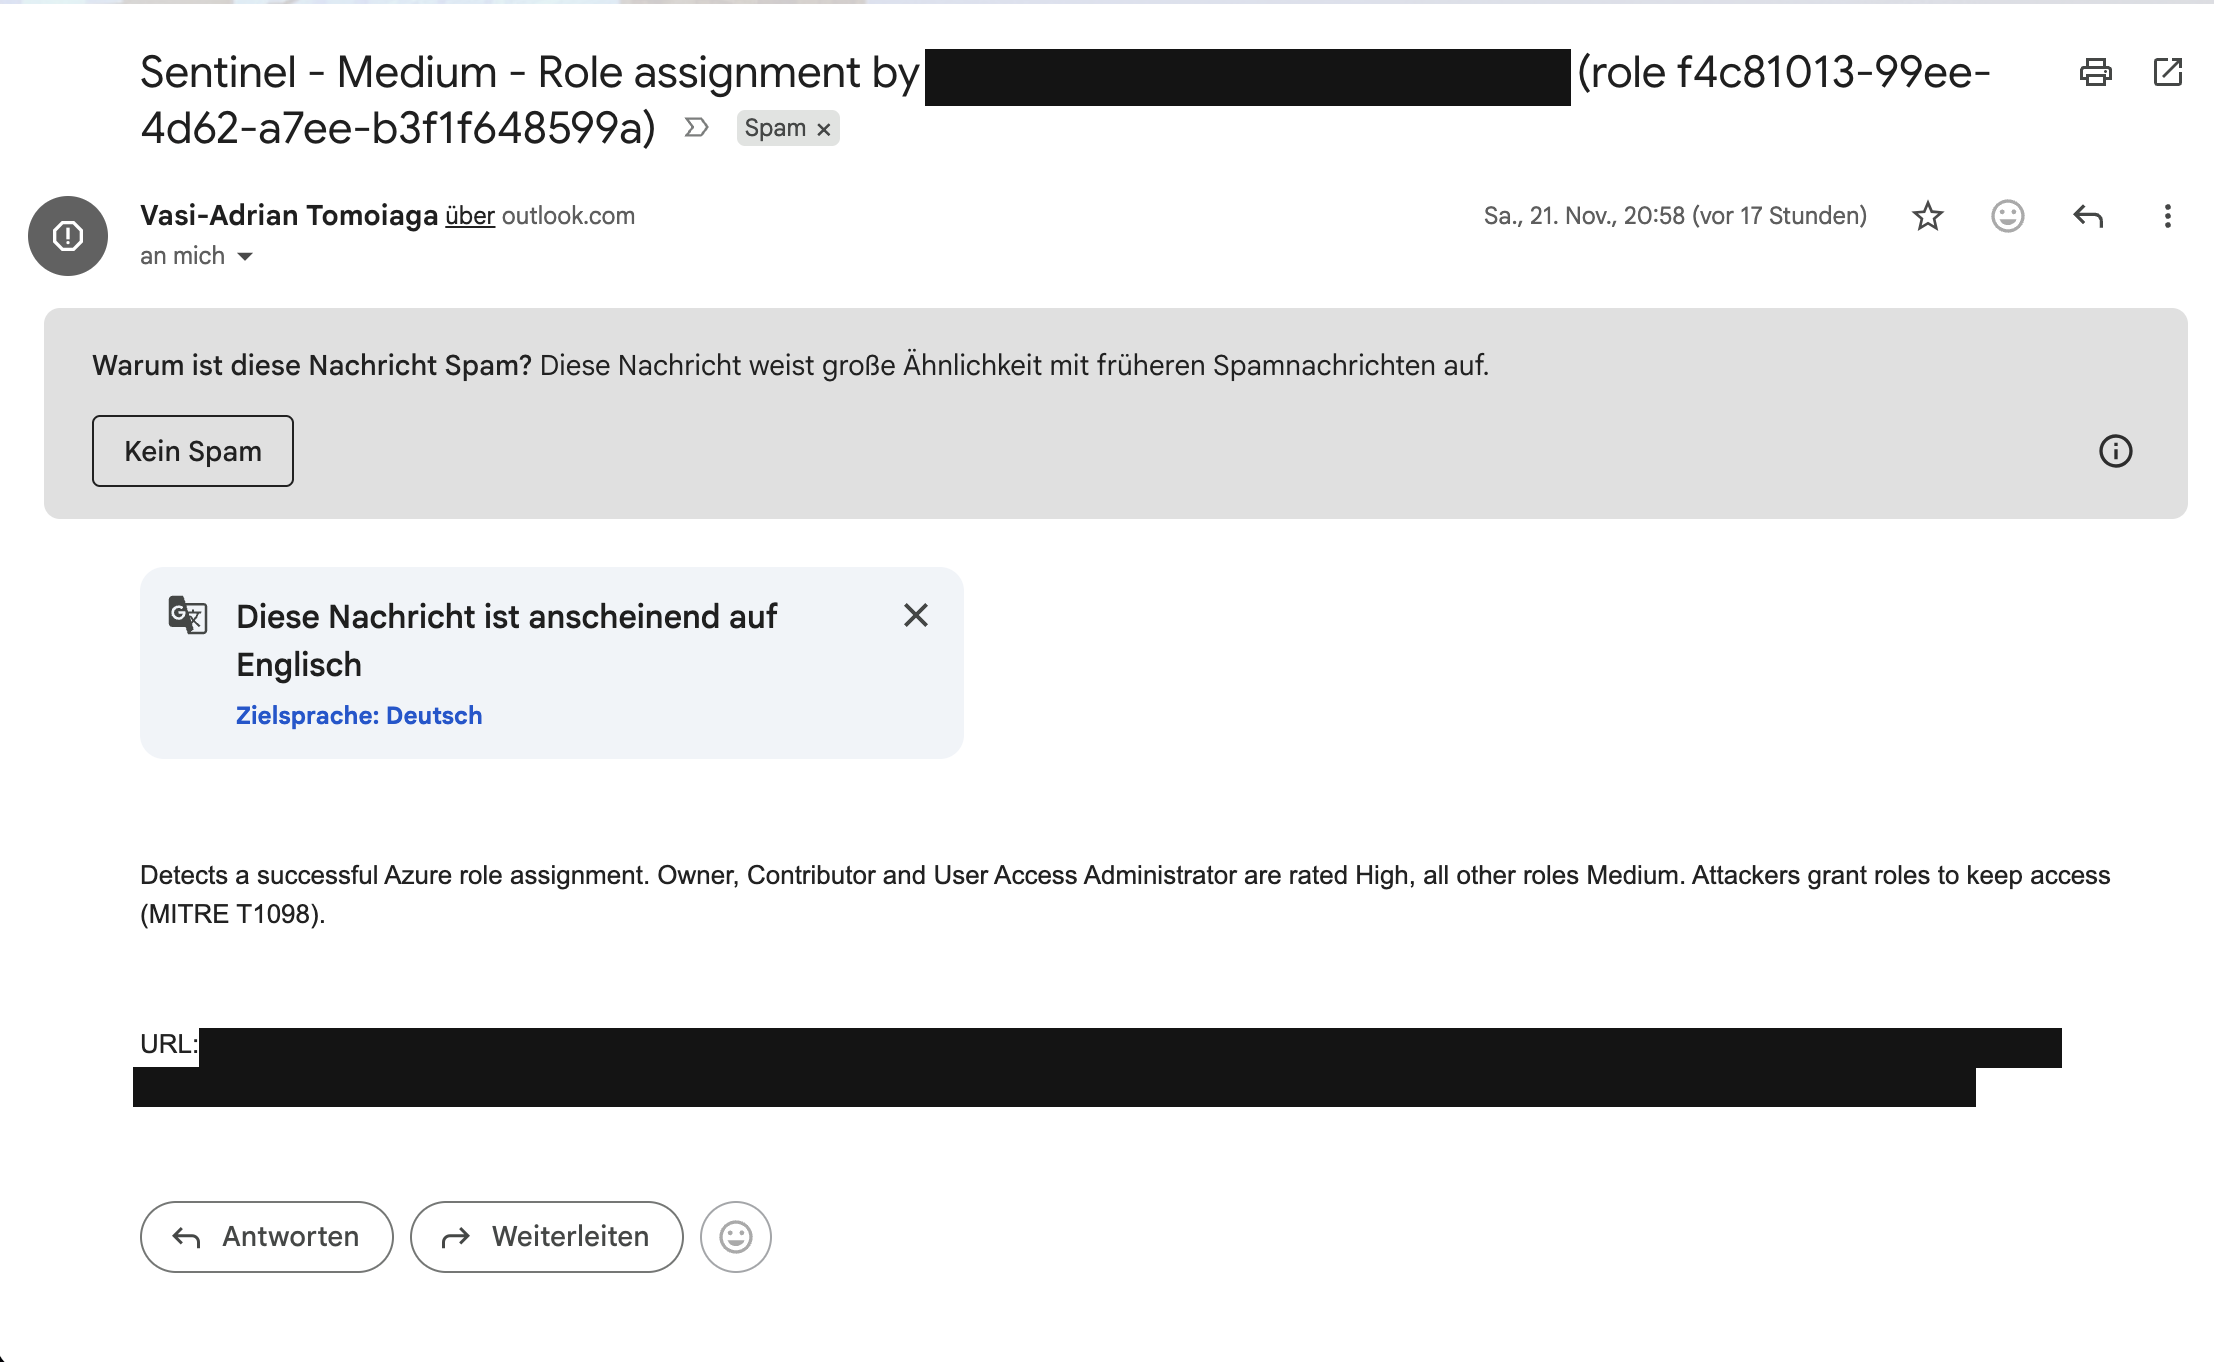 Sentinel - Medium - Role assignment by (role f4c81013-99ee-
4d62-a7ee-b3f1f648599a) Spam ×
Vasi-Adrian Tomoiaga über outlook.com
Sa., 21. Nov., 20:58 (vor 17 Stunden)
an mich
Warum ist diese Nachricht Spam? Diese Nachricht weist große Ähnlichkeit mit früheren Spamnachrichten auf.
Kein Spam
Diese Nachricht ist anscheinend auf
Englisch
Zielsprache: Deutsch
Detects a successful Azure role assignment. Owner, Contributor and User Access Administrator are rated High, all other roles Medium. Attackers grant roles to keep access
(MITRE T1098).
URL:
Antworten
Weiterleiten